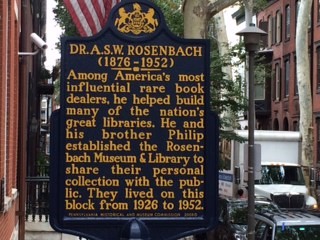 DR. A.S.W. ROSENBACH
(1876-1952)
Among America's most
influential rare book
dealers, he helped build
many of the nation's
great libraries. He and
his brother Philip
established the Rosen-
bach Museum & Library to
share their personal
collection with the pub-
lic. They lived on this
block from 1926 to 1952.
PENNSYLVANIA HISTORICAL AND MUSEUM COMMISSION